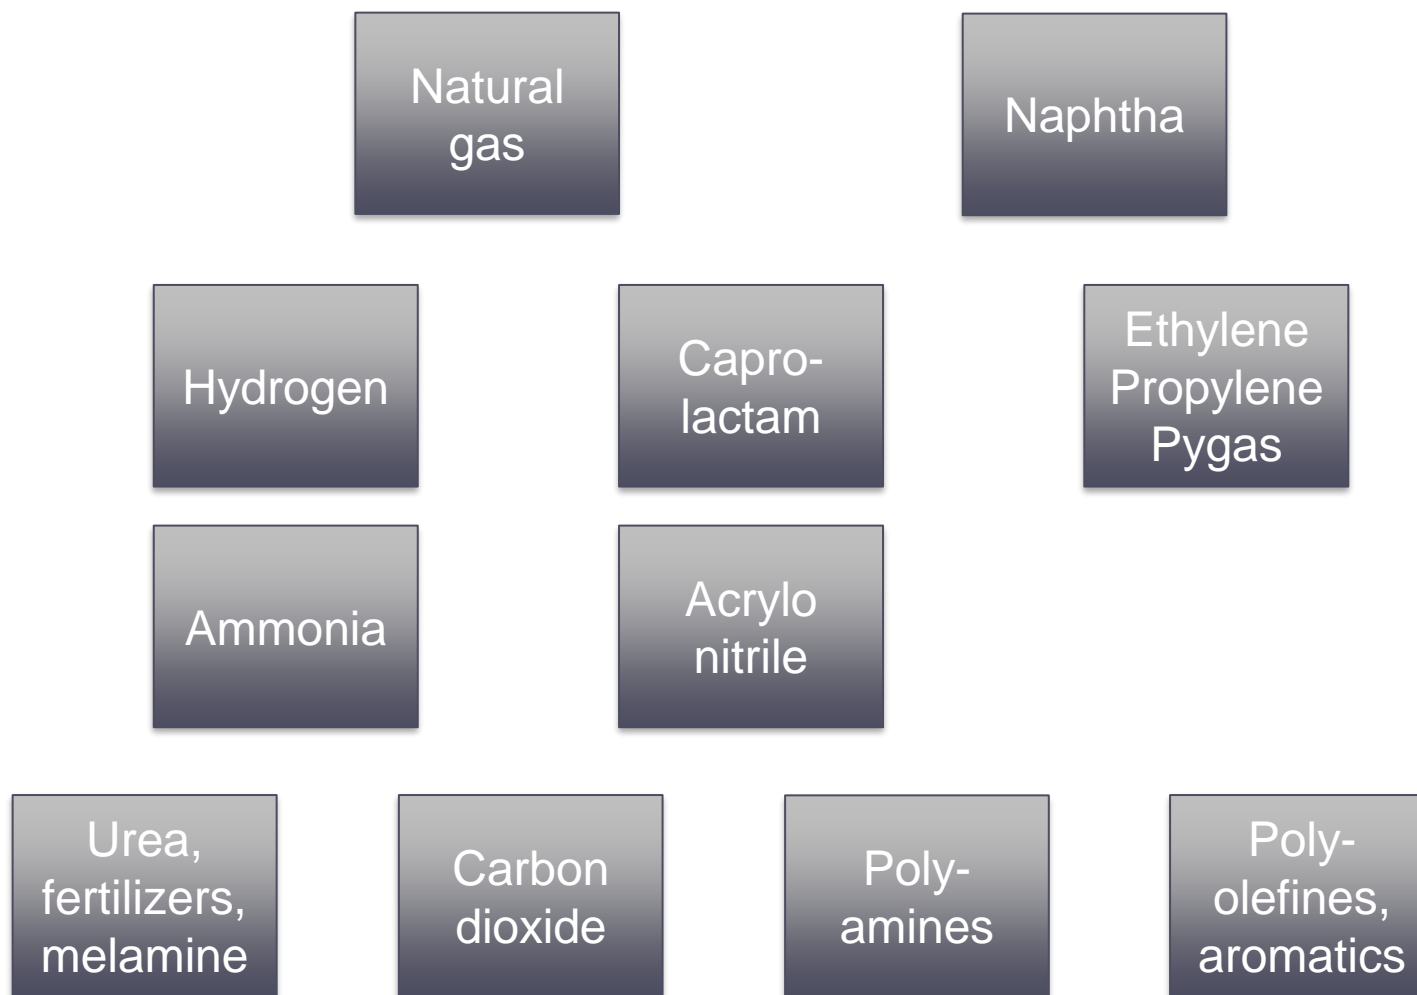 Natural
gas
Naphtha
Hydrogen
Capro-
lactam
Ethylene
Propylene
Pygas
Ammonia
Acrylo
nitrile
Urea,
fertilizers,
melamine
Carbon
dioxide
Poly-
amines
Poly-
olefines,
aromatics